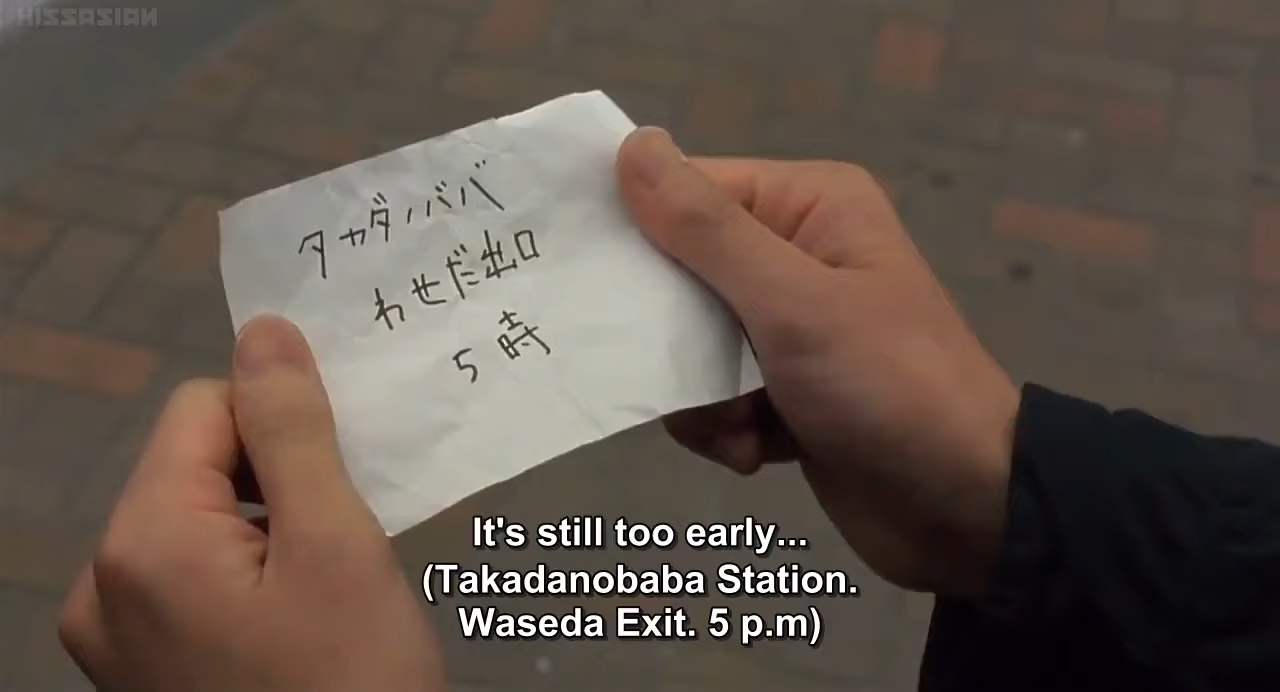 HISSASIAN
タカダノババ
わせだ出口
5時
It's still too early...
(Takadanobaba Station.
Waseda Exit. 5 p.m)